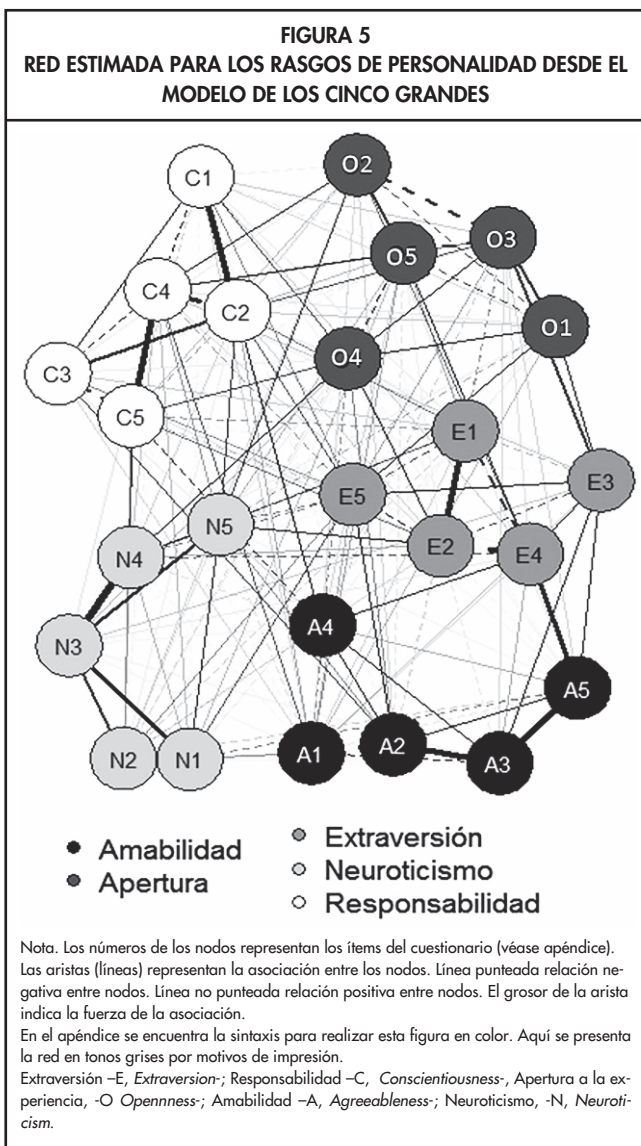 FIGURA 5
RED ESTIMADA PARA LOS RASGOS DE PERSONALIDAD DESDE EL
MODELO DE LOS CINCO GRANDES
C1
O2
O3
O5
C4
C2
O1
O4
C3
C5
E1
E3
E5
N5
E2
E4
N4
A4
N3
A5
N2
N1
A1
A2
A3
Amabilidad
Apertura
Extraversión
Neuroticismo
Responsabilidad
Nota. Los números de los nodos representan los ítems del cuestionario (véase apéndice).
Las aristas (líneas) representan la asociación entre los nodos. Línea punteada relación ne-
gativa entre nodos. Línea no punteada relación positiva entre nodos. El grosor de la arista
indica la fuerza de la asociación.
En el apéndice se encuentra la sintaxis para realizar esta figura en color. Aquí se presenta
la red en tonos grises por motivos de impresión.
Extraversión –E, Extraversion-; Responsabilidad –C, Conscientiousness-, Apertura a la ex-
periencia, -O Opennness-; Amabilidad –A, Agreeableness-; Neuroticismo, -N, Neuroti-
cism.